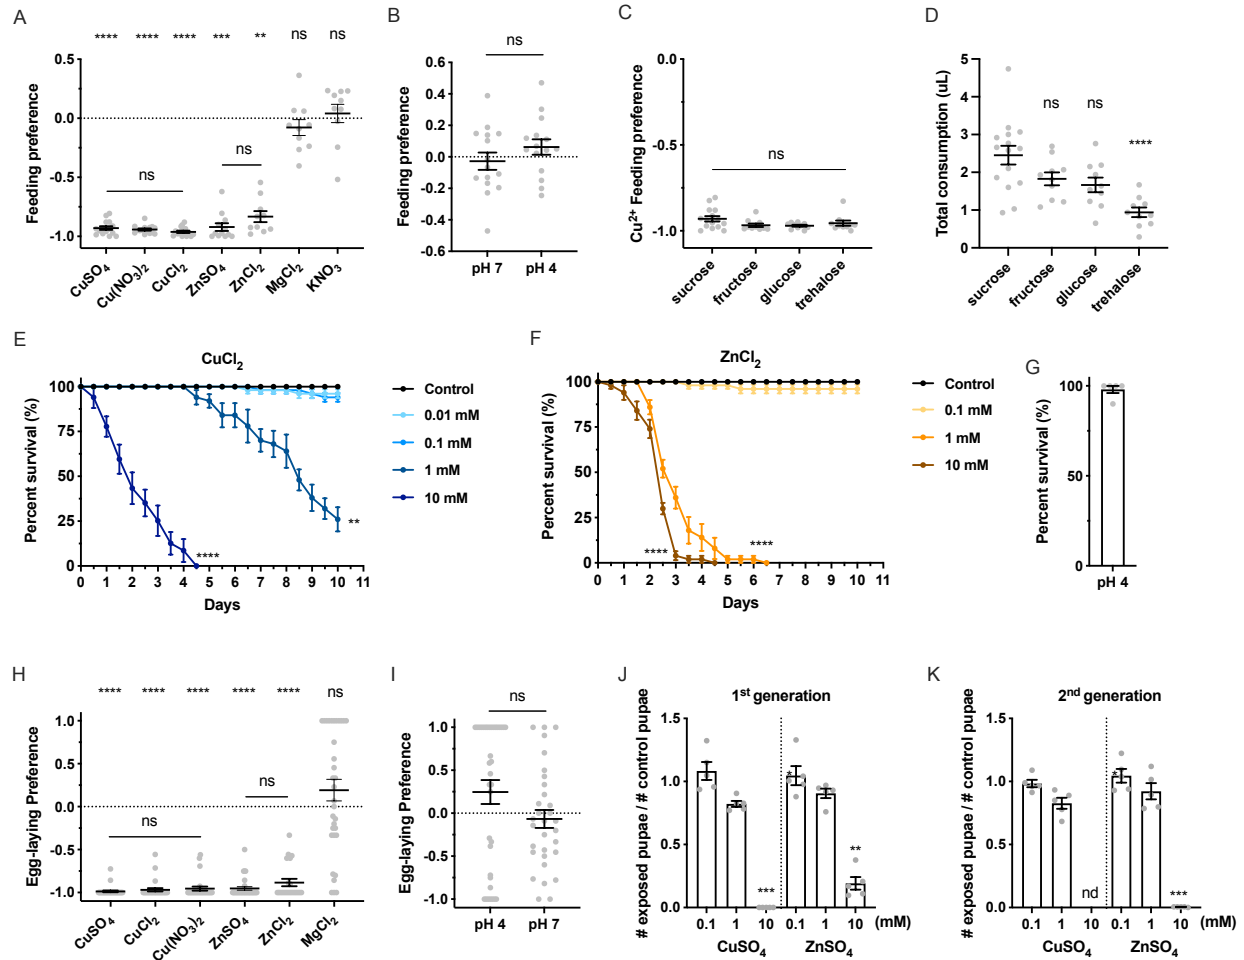 A
**** **** **** *** ** ns ns
Feeding preference
0.5
0.0
-0.5
-1.0
ns
ns
CuSO4
Cu(NO3)2
CuCl2
ZnSO4
ZnCl2
MgCl2
KNO3
B
ns
Feeding preference
0.6
0.4
0.2
0.0
-0.2
-0.4
-0.6
pH 7 pH 4
C
Cu2+ Feeding preference
0.0
-0.5
-1.0
ns
sucrose
fructose
glucose
trehalose
D
Total consumption (uL)
5
4
3
2
1
0
ns ns ****
sucrose
fructose
glucose
trehalose
E
CuCl2
Percent survival (%)
100
75
50
25
0
0 1 2 3 4 5 6 7 8 9 10 11
Days
****
**
Control
0.01 mM
0.1 mM
1 mM
10 mM
F
ZnCl2
Percent survival (%)
100
75
50
25
0
0 1 2 3 4 5 6 7 8 9 10 11
Days
**** ****
Control
0.1 mM
1 mM
10 mM
G
Percent survival (%)
100
50
0
pH 4
H
**** **** **** **** **** ns
Egg-laying Preference
1.0
0.5
0.0
-0.5
-1.0
ns
ns
CuSO4
CuCl2
Cu(NO3)2
ZnSO4
ZnCl2
MgCl2
I
ns
Egg-laying Preference
1.0
0.5
0.0
-0.5
-1.0
pH 4 pH 7
J
1st generation
# exposed pupae / # control pupae
1.5
1.0
0.5
0.0
***
*
**
0.1 1 10 0.1 1 10 (mM)
CuSO4 ZnSO4
K
2nd generation
# exposed pupae / # control pupae
1.5
1.0
0.5
0.0
nd
*
***
0.1 1 10 0.1 1 10 (mM)
CuSO4 ZnSO4